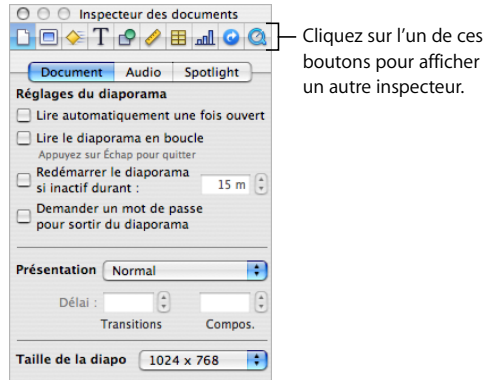 Inspecteur des documents
T
Cliquez sur l'un de ces
boutons pour afficher
un autre inspecteur.
Document Audio Spotlight
Réglages du diaporama
Lire automatiquement une fois ouvert
Lire le diaporama en boucle
Appuyez sur Échap pour quitter
Redémarrer le diaporama
si inactif durant : 15 m
Demander un mot de passe
pour sortir du diaporama
Présentation Normal
Délai :
Transitions Compos.
Taille de la diapo 1024 x 768